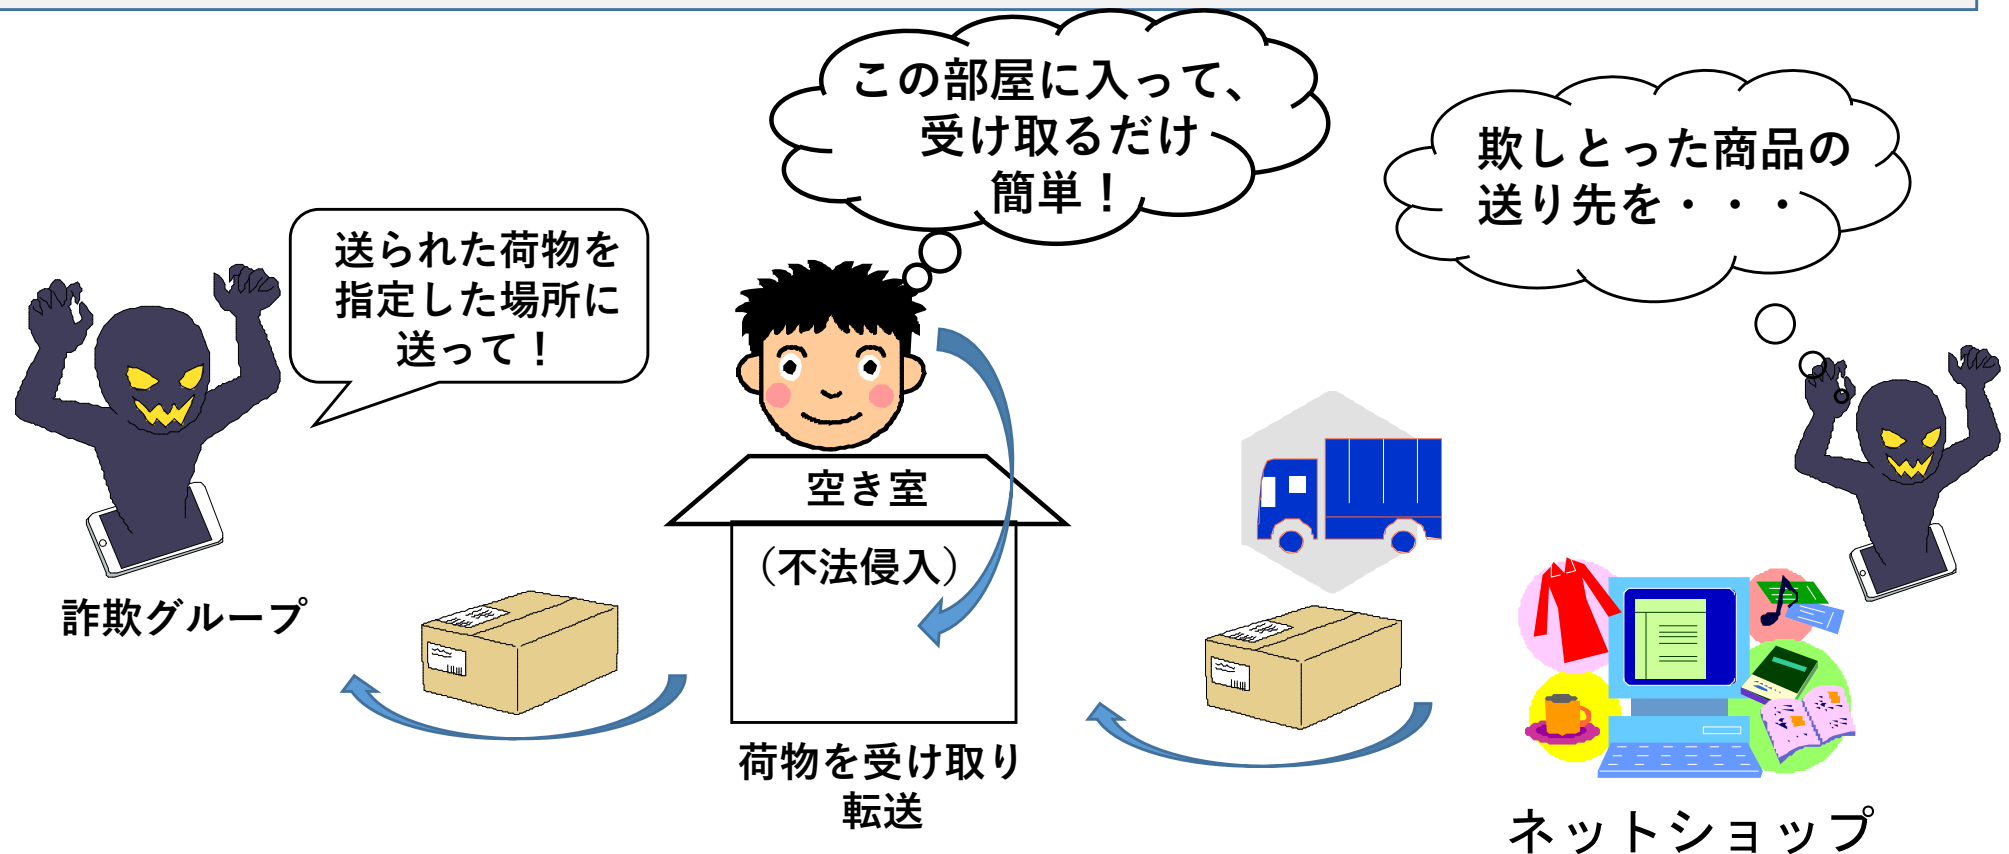 この部屋に入って、
受け取るだけ
簡単！
欺しとった商品の
送り先を・・・
送られた荷物を
指定した場所に
送って！
空き室
（不法侵入）
詐欺グループ
荷物を受け取り
転送
ネットショップ